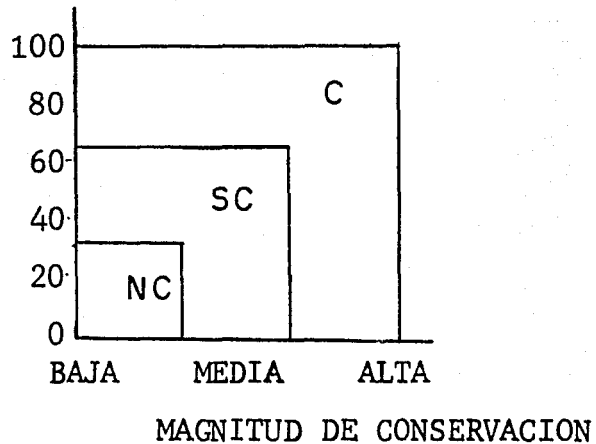 100
C
80
60
SC
40
20
NC
0
BAJA MEDIA ALTA
MAGNITUD DE CONSERVACION